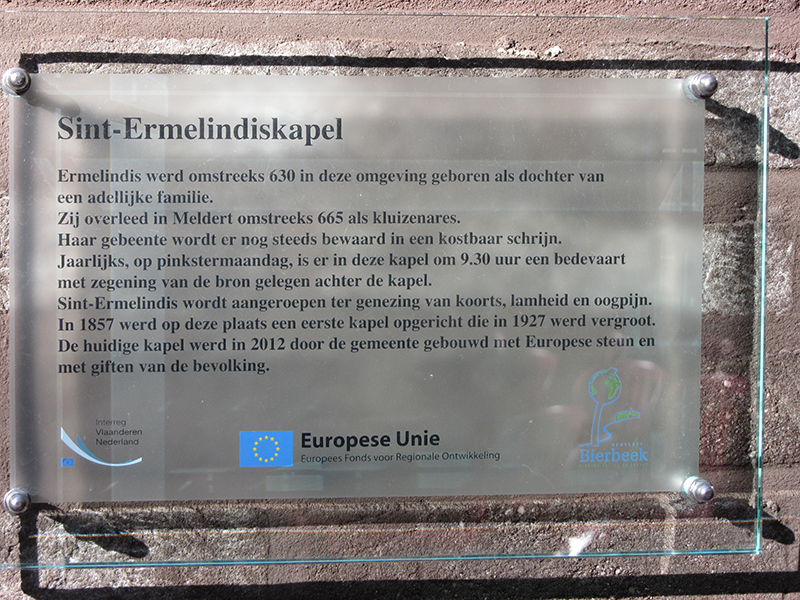 Sint-Ermelindiskapel
Ermelindis werd omstreeks 630 in deze omgeving geboren als dochter van
een adellijke familie.
Zij overleed in Meldert omstreeks 665 als kluizenares.
Haar gebeente wordt er nog steeds bewaard in een kostbaar schrijn.
Jaarlijks, op pinkstermaandag, is er in deze kapel om 9.30 uur een bedevaart
met zegening van de bron gelegen achter de kapel.
Sint-Ermelindis wordt aangeroepen ter genezing van koorts, lamheid en oogpijn.
In 1857 werd op deze plaats een eerste kapel opgericht die in 1927 werd vergroot.
De huidige kapel werd in 2012 door de gemeente gebouwd met Europese steun en
met giften van de bevolking.
Interreg
Vlaanderen
Nederland
Europese Unie
Europees Fonds voor Regionale Ontwikkeling
GEMEENTE
Bierbeek